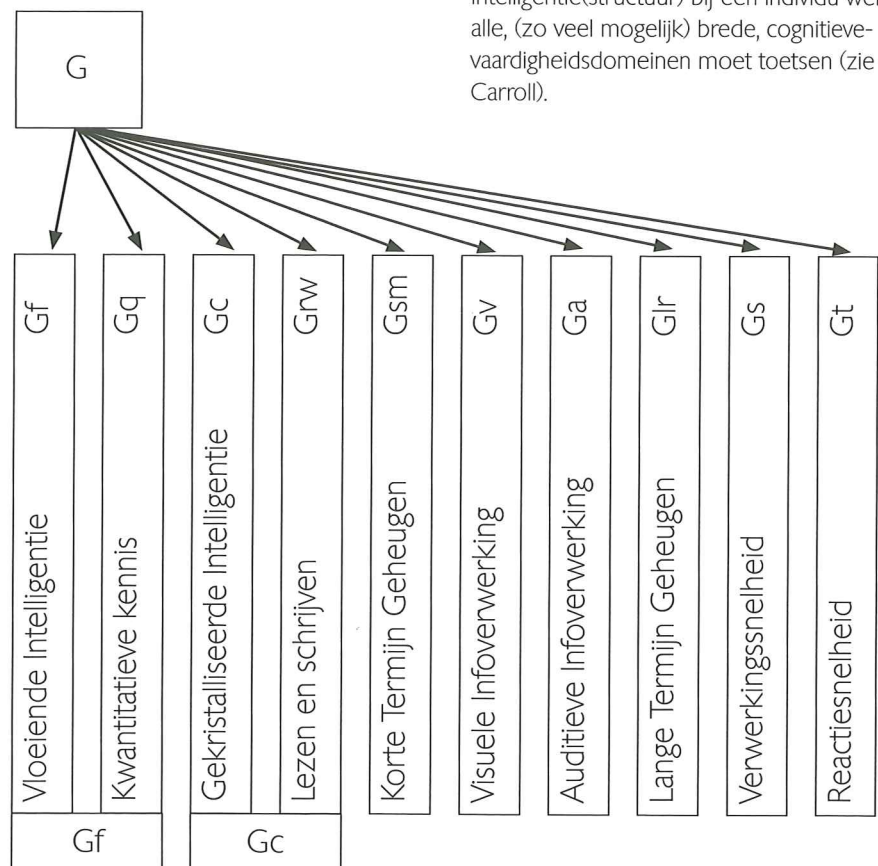 alle, (zo veel mogelijk) brede, cognitieve-
vaardigheidsdomeinen moet toetsen (zie
Carroll).
G
Gf
Vloeiende Intelligentie
Gq
Kwantitatieve kennis
Gc
Gekristalliseerde Intelligentie
Grw
Lezen en schrijven
Gsm
Korte Termijn Geheugen
Gv
Visuele Infoverwerking
Ga
Auditieve Infoverwerking
Glr
Lange Termijn Geheugen
Gs
Verwerkingssnelheid
Gt
Reactiesnelheid
Gf
Gc